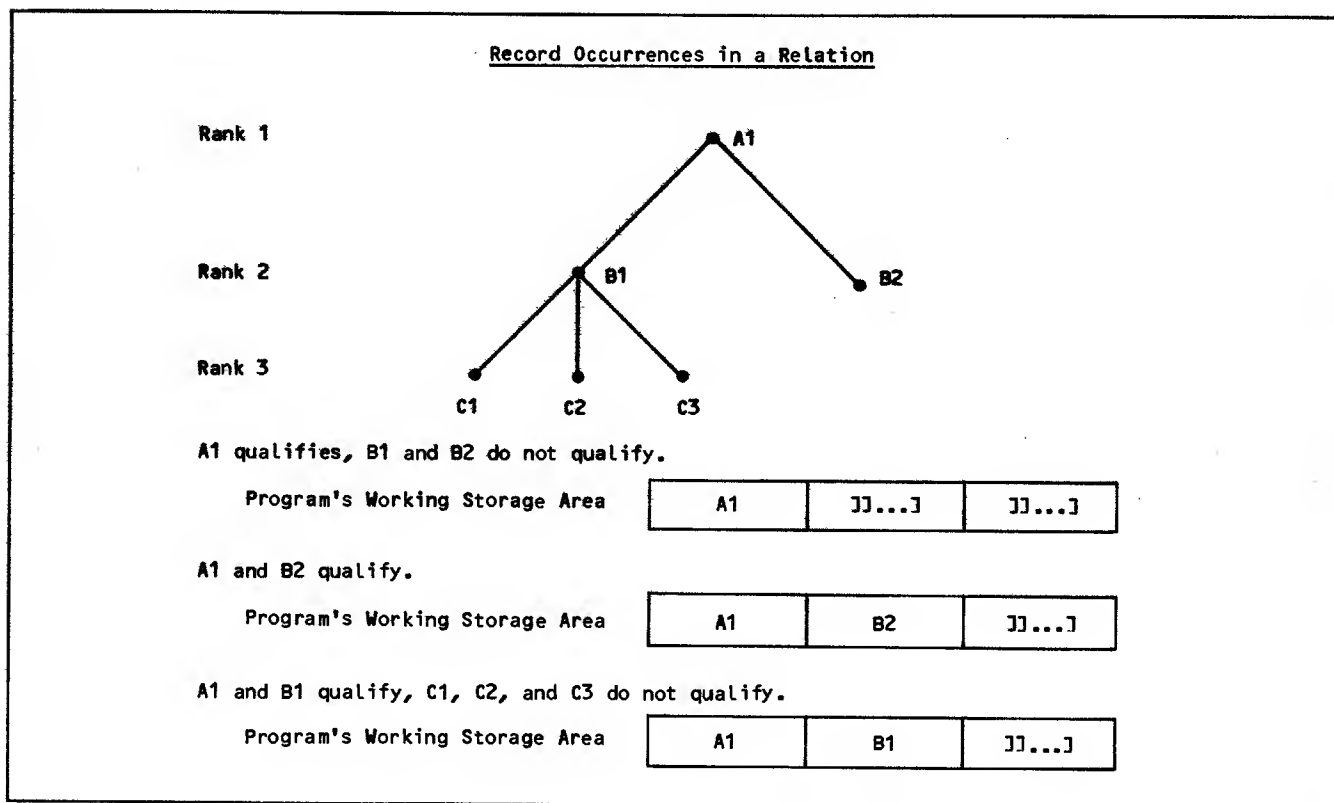 Record Occurrences in a Relation
Rank 1
A1
Rank 2
B1
B2
Rank 3
C1 C2 C3
A1 qualifies, B1 and B2 do not qualify.
Program's Working Storage Area A1 ]]...] ]]...]
A1 and B2 qualify.
Program's Working Storage Area A1 B2 ]]...]
A1 and B1 qualify, C1, C2, and C3 do not qualify.
Program's Working Storage Area A1 B1 ]]...]